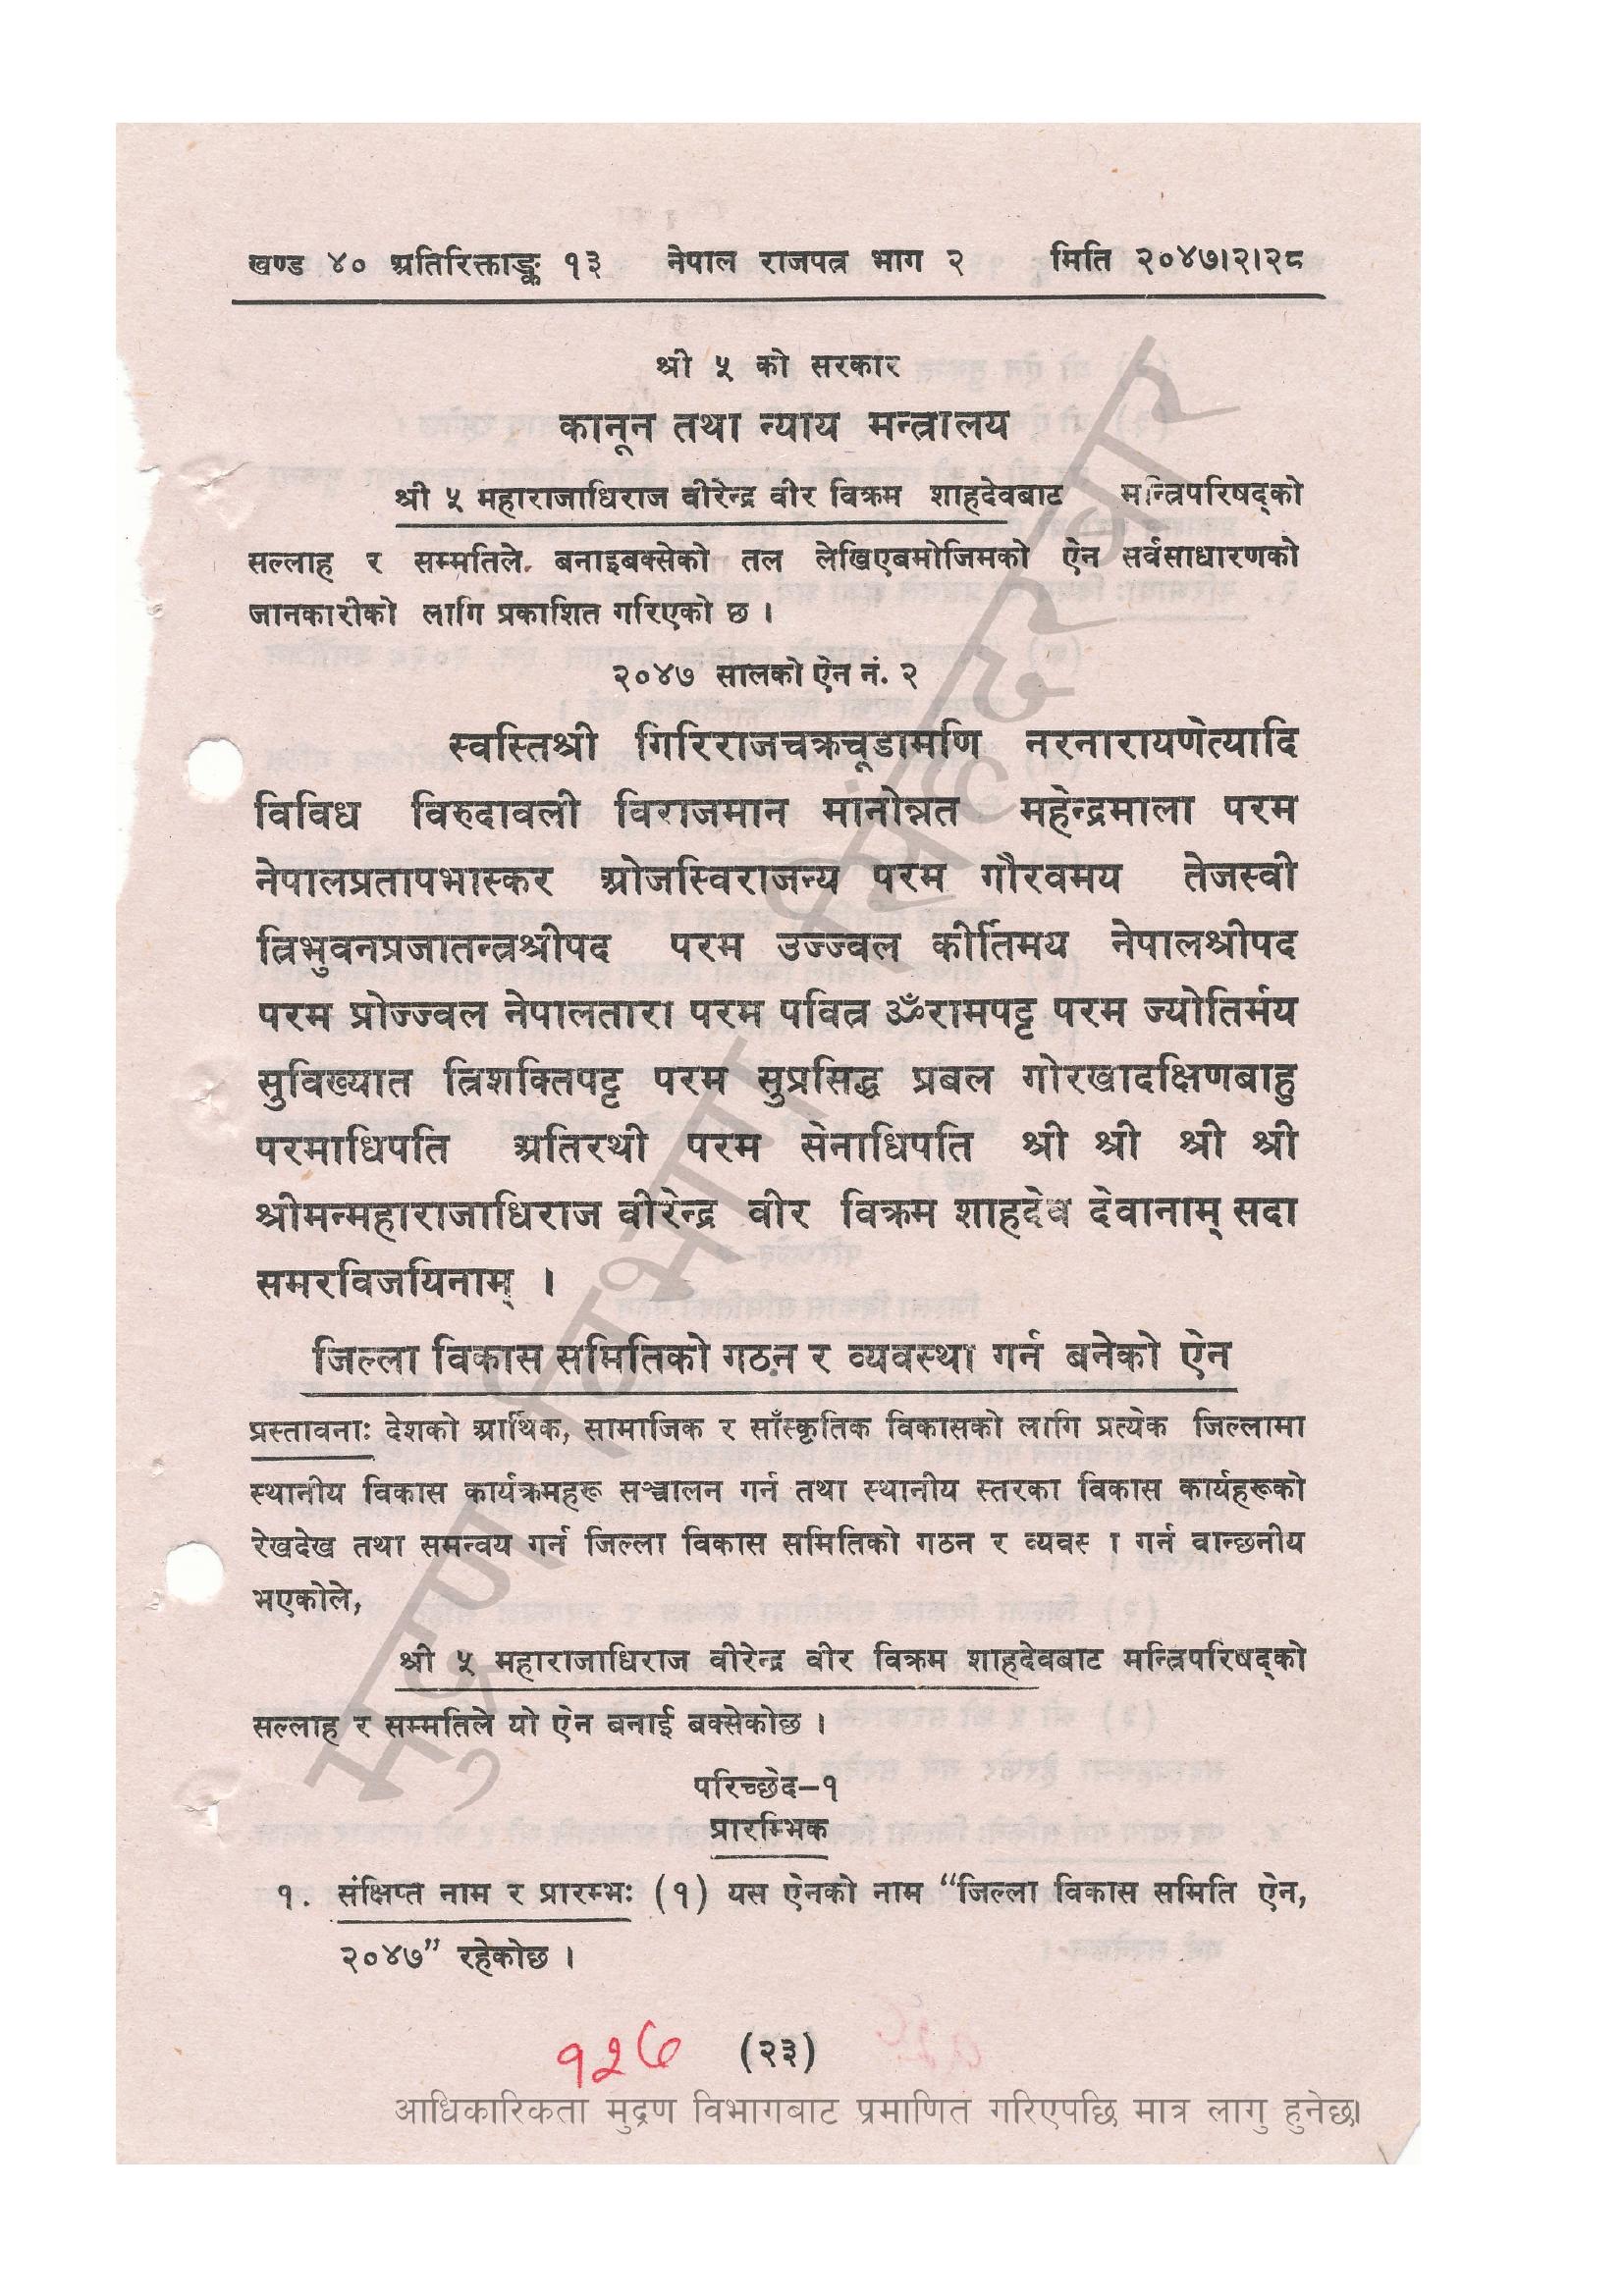 खण्ड ४० अतिरिक्ताङ्क १३ नेपाल राजपत्र भाग २ मिति २०४७।२।२८
श्री ५ को सरकार
कानून तथा न्याय मन्त्रालय
श्री ५ महाराजाधिराज वीरेन्द्र वीर विक्रम शाहदेवबाट मन्त्रिपरिषद्को
सल्लाह र सम्मतिले बनाइबक्सेको तल लेखिएबमोजिमको ऐन सर्वसाधारणको
जानकारीको लागि प्रकाशित गरिएको छ ।
२०४७ सालको ऐन नं. २
स्वस्तिश्री गिरिराजचक्रचूडामणि नरनारायणेत्यादि
विविध विरुदावली विराजमान मानोन्नत महेन्द्रमाला परम
नेपालप्रतापभास्कर ओजस्विराजन्य परम गौरवमय तेजस्वी
त्रिभुवनप्रजातन्त्रश्रीपद परम उज्ज्वल कीर्तिमय नेपालश्रीपद
परम प्रोज्ज्वल नेपालतारा परम पवित्र ॐरामपट्ट परम ज्योतिर्मय
सुविख्यात त्रिशक्तिपट्ट परम सुप्रसिद्ध प्रबल गोरखादक्षिणबाहु
परमाधिपति अतिरथी परम सेनाधिपति श्री श्री श्री श्री
श्रीमन्महाराजाधिराज वीरेन्द्र वीर विक्रम शाहदेव देवानाम् सदा
समरविजयिनाम् ।
जिल्ला विकास समितिको गठन र व्यवस्था गर्न बनेको ऐन
प्रस्तावनाः देशको आर्थिक, सामाजिक र साँस्कृतिक विकासको लागि प्रत्येक जिल्लामा
स्थानीय विकास कार्यक्रमहरू सञ्चालन गर्न तथा स्थानीय स्तरका विकास कार्यहरूको
रेखदेख तथा समन्वय गर्न जिल्ला विकास समितिको गठन र व्यवस्था गर्न वान्छनीय
भएकोले,
श्री ५ महाराजाधिराज वीरेन्द्र वीर विक्रम शाहदेवबाट मन्त्रिपरिषद्को
सल्लाह र सम्मतिले यो ऐन बनाई बक्सेकोछ ।
परिच्छेद–१
प्रारम्भिक
१. संक्षिप्त नाम र प्रारम्भः (१) यस ऐनको नाम “जिल्ला विकास समिति ऐन,
२०४७” रहेकोछ ।
१२७ (२३)
आधिकारिकता मुद्रण विभागबाट प्रमाणित गरिएपछि मात्र लागु हुनेछ।
मुद्रण विभाग सिंहदरबार